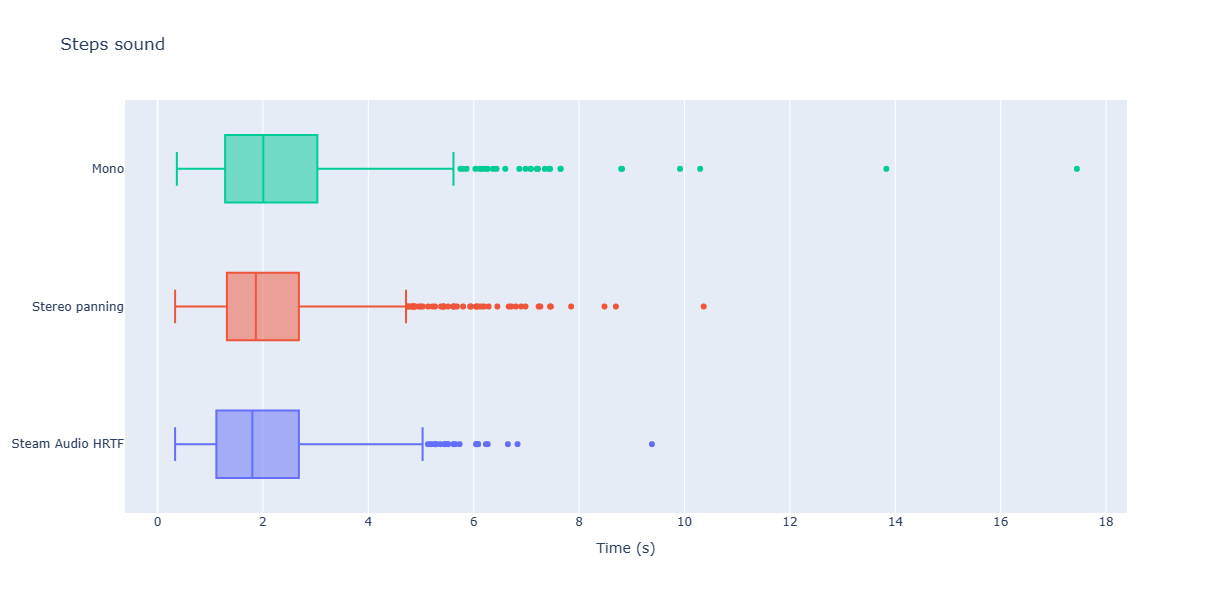 Steps sound
Mono
Stereo panning
Steam Audio HRTF
0 2 4 6 8 10 12 14 16 18
Time (s)